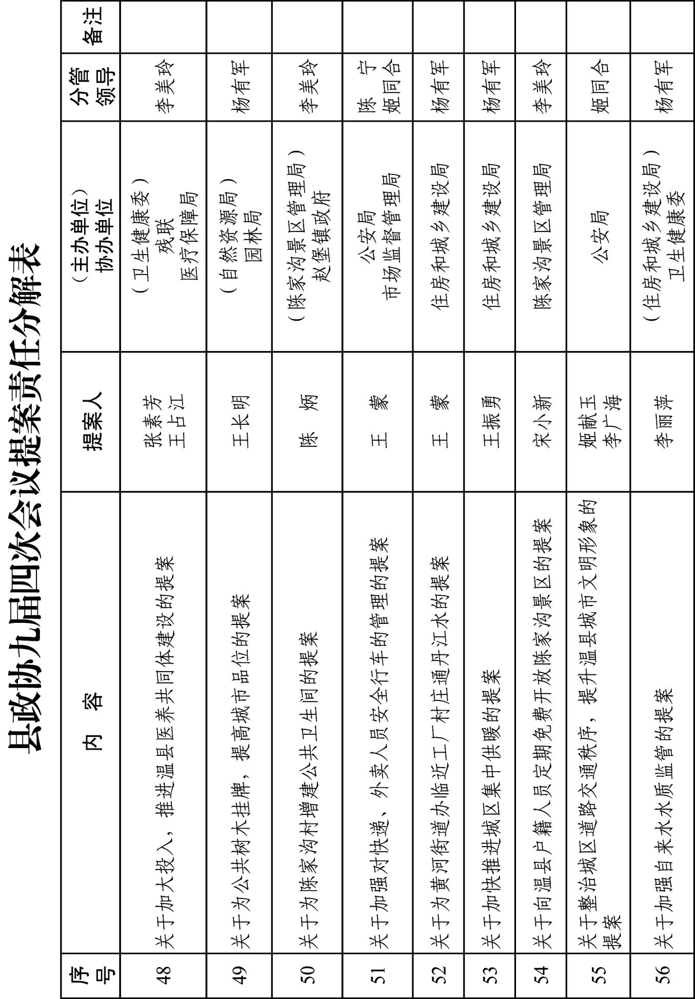 县政协九届四次会议提案责任分解表
序号 内 容 提案人 （主办单位）协办单位 分管领导 备注
48 关于加大投入，推进温县医养共同体建设的提案 张素芳 王占江 （卫生健康委） 残联 医疗保障局 李美玲
49 关于为公共树木挂牌，提高城市品位的提案 王长明 （自然资源局） 园林局 杨有军
50 关于为陈家沟村增建公共卫生间的提案 陈 炳 （陈家沟景区管理局） 赵堡镇政府 李美玲
51 关于加强对快递、外卖人员安全行车的管理的提案 王 蒙 公安局 市场监督管理局 陈 宁 姬同合
52 关于为黄河街道办临近工厂村庄通丹江水的提案 王 蒙 住房和城乡建设局 杨有军
53 关于加快推进城区集中供暖的提案 王振勇 住房和城乡建设局 杨有军
54 关于向温县户籍人员定期免费开放陈家沟景区的提案 宋小新 陈家沟景区管理局 李美玲
55 关于整治城区道路交通秩序，提升温县城市文明形象的
提案 姬献玉 李广海 公安局 姬同合
56 关于加强自来水水质监管的提案 李丽萍 （住房和城乡建设局） 卫生健康委 杨有军